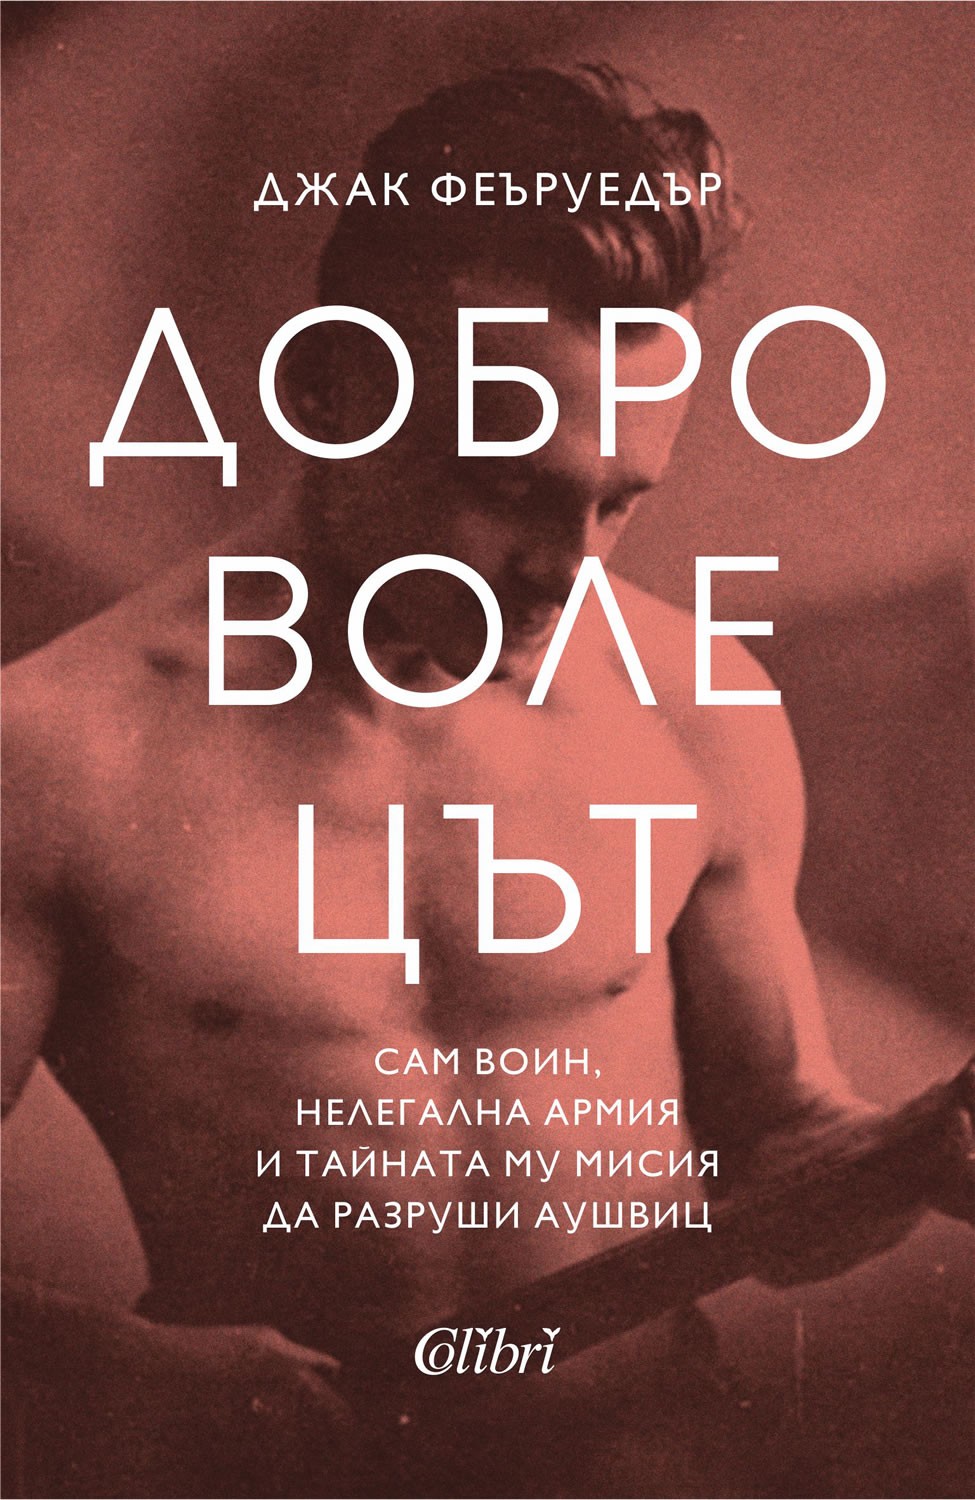 ДЖАК ФЕЪРУЕДЪР
ДОБРО
ВОЛЕ
ЦЪТ
САМ ВОИН,
НЕЛЕГАЛНА АРМИЯ
И ТАЙНАТА МУ МИСИЯ
ДА РАЗРУШИ АУШВИЦ
Colibri